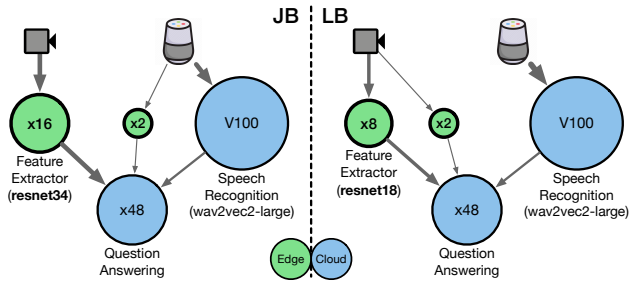 JB
LB
x16
x2
V100
Feature
Extractor
(resnet34)
Speech
Recognition
(wav2vec2-large)
x48
Question
Answering
x8
x2
V100
Feature
Extractor
(resnet18)
Speech
Recognition
(wav2vec2-large)
x48
Question
Answering
Edge
Cloud